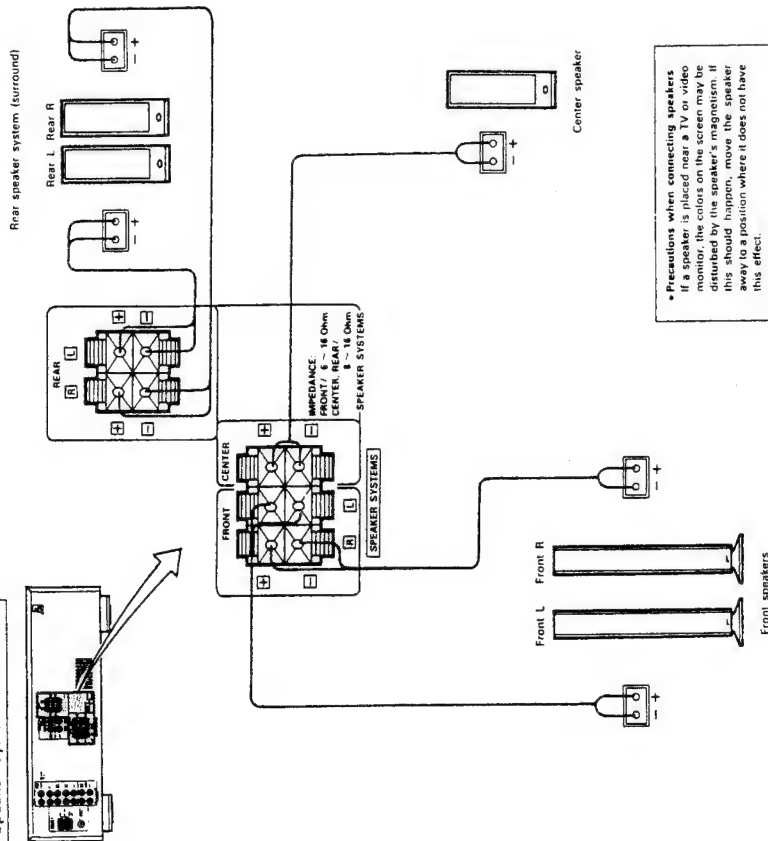 Rear speaker system (surround)
Rear L Rear R
- +
- +
REAR
R L
+ -
+ -
IMPEDANCE:
FRONT/ 6 ~ 16 Ohm
CENTER, REAR/
8 ~ 16 Ohm
SPEAKER SYSTEMS
FRONT CENTER
+ -
+ -
R L
SPEAKER SYSTEMS
- +
Center speaker
- +
- +
Front L Front R
Front speakers
• Precautions when connecting speakers
If a speaker is placed near a TV or video
monitor, the colors on the screen may be
disturbed by the speaker's magnetism. If
this should happen, move the speaker
away to a position where it does not have
this effect.